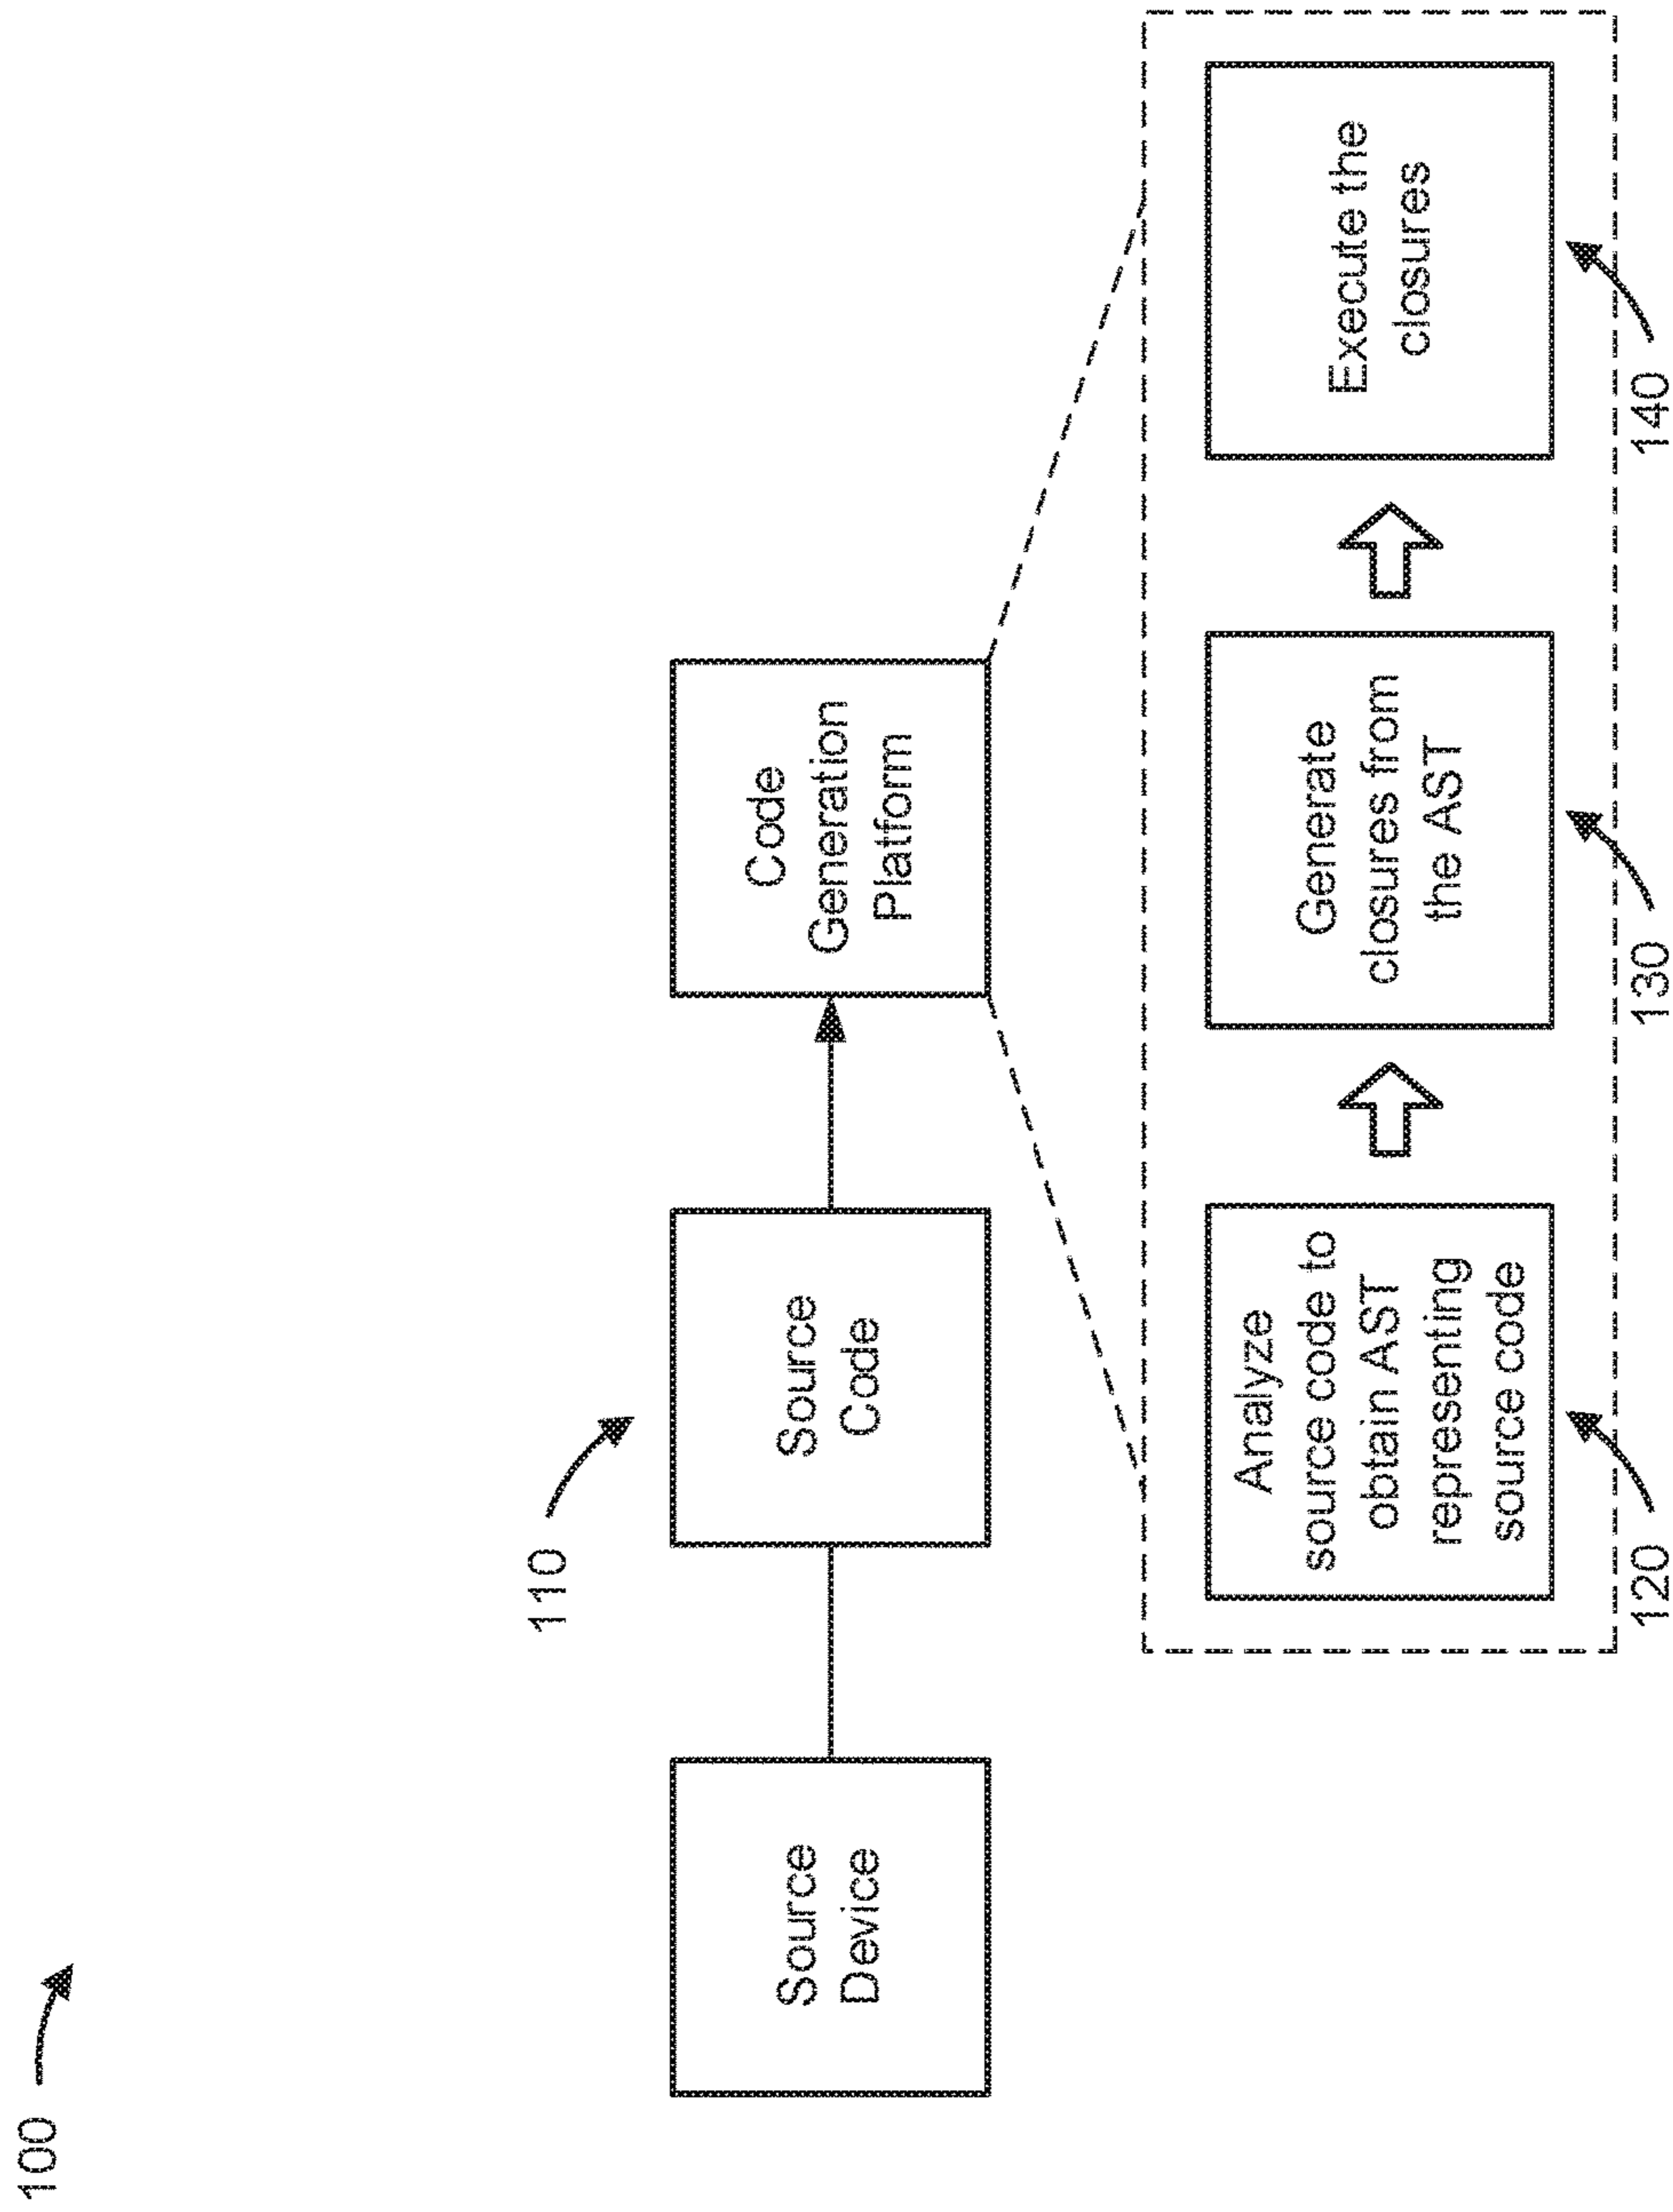 100
110
Source
Device
Source
Code
Code
Generation
Platform
Analyze
source code to
obtain AST
representing
source code
Generate
closures from
the AST
Execute the
closures
120
130
140